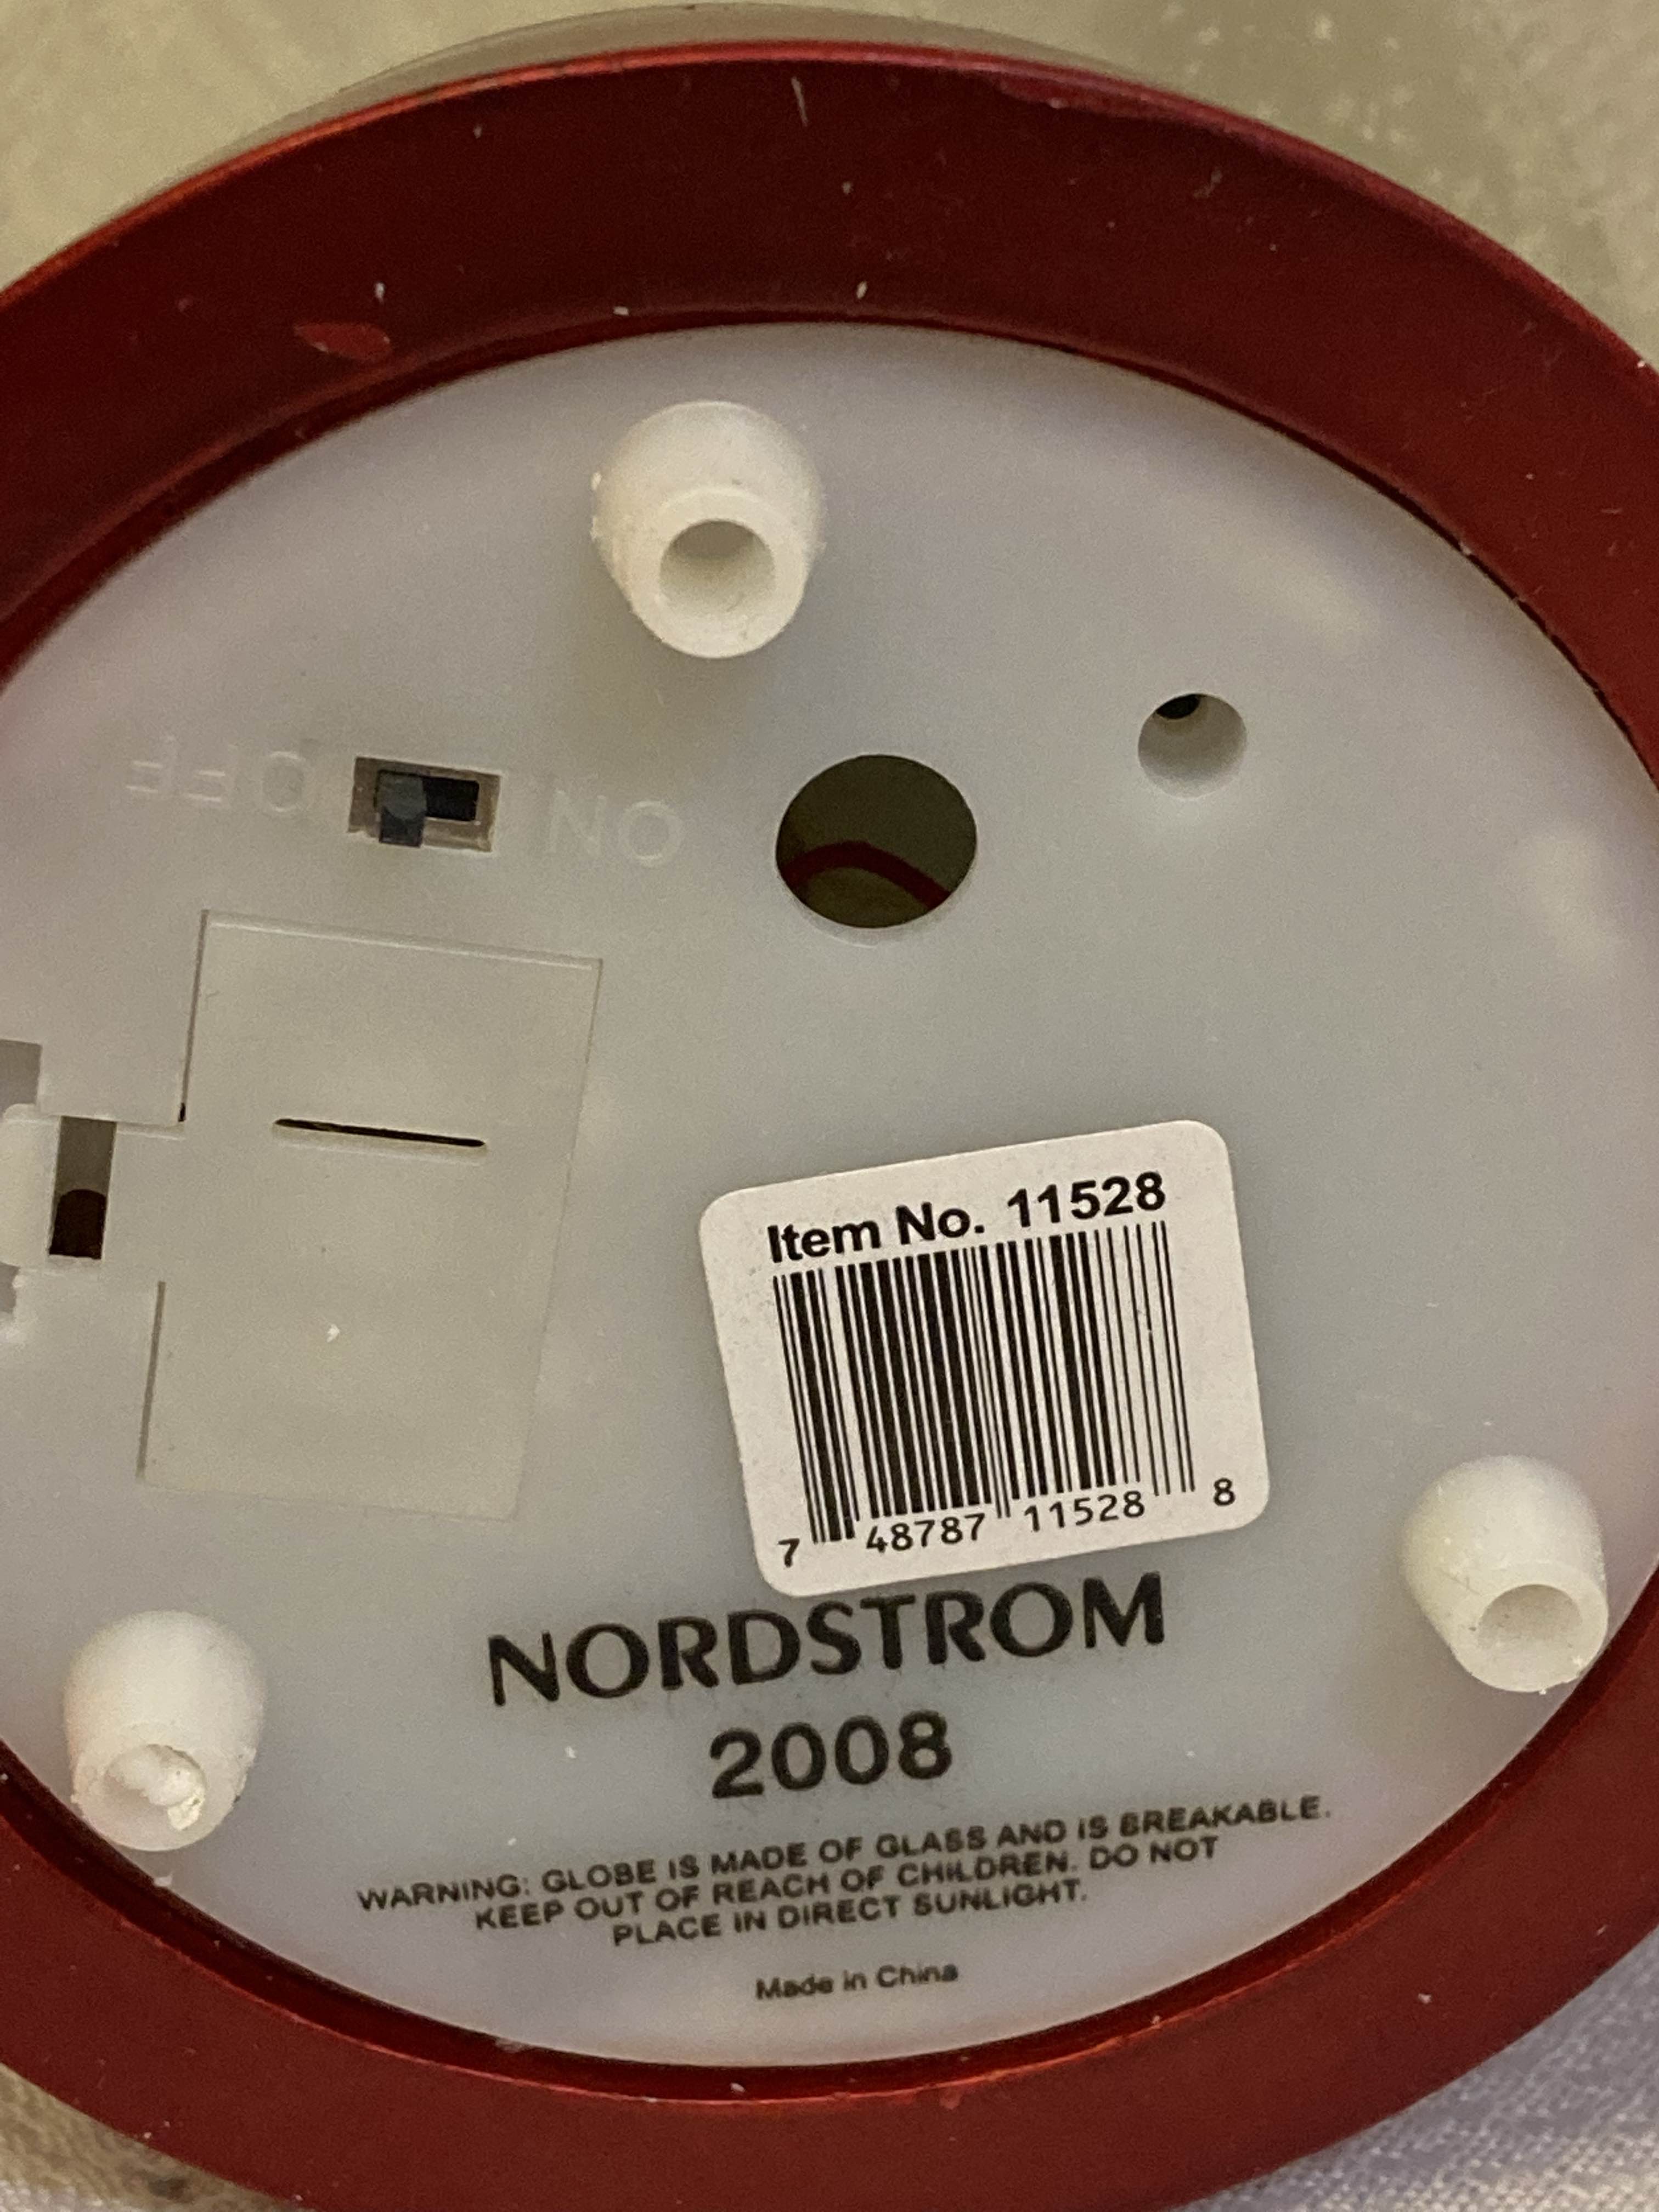 OFF ON
Item No. 11528
7 48787 11528 8
NORDSTROM
2008
WARNING: GLOBE IS MADE OF GLASS AND IS BREAKABLE.
KEEP OUT OF REACH OF CHILDREN. DO NOT
PLACE IN DIRECT SUNLIGHT.
Made in China